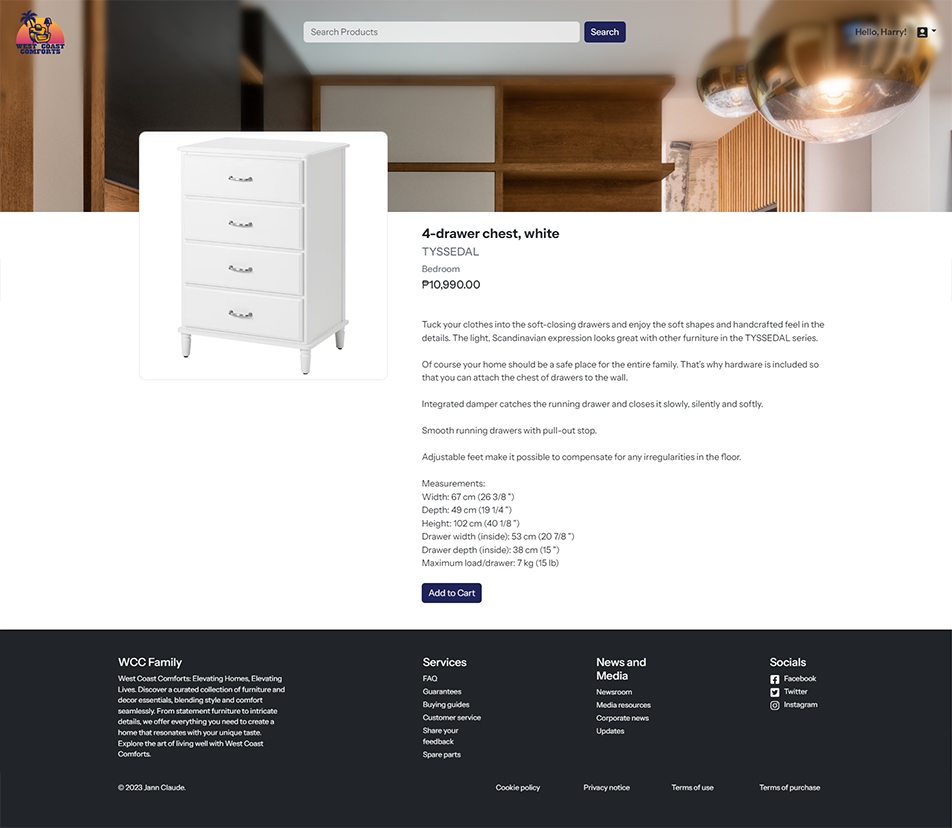 WEST COAST
COMFORTS
Search Products
Search
Hello, Harry!
4-drawer chest, white
TYSSEDAL
Bedroom
₱10,990.00
Tuck your clothes into the soft-closing drawers and enjoy the soft shapes and handcrafted feel in the
details. The light, Scandinavian expression looks great with other furniture in the TYSSEDAL series.
Of course your home should be a safe place for the entire family. That's why hardware is included so
that you can attach the chest of drawers to the wall.
Integrated damper catches the running drawer and closes it slowly, silently and softly.
Smooth running drawers with pull-out stop.
Adjustable feet make it possible to compensate for any irregularities in the floor.
Measurements:
Width: 67 cm (26 3/8 ")
Depth: 49 cm (19 1/4 ")
Height: 102 cm (40 1/8 ")
Drawer width (inside): 53 cm (20 7/8 ")
Drawer depth (inside): 38 cm (15 ")
Maximum load/drawer: 7 kg (15 lb)
Add to Cart
WCC Family
West Coast Comforts: Elevating Homes, Elevating
Lives. Discover a curated collection of furniture and
decor essentials, blending style and comfort
seamlessly. From statement furniture to intricate
details, we offer everything you need to create a
home that resonates with your unique taste.
Explore the art of living well with West Coast
Comforts.
Services
FAQ
Guarantees
Buying guides
Customer service
Share your
feedback
Spare parts
News and
Media
Newsroom
Media resources
Corporate news
Updates
Socials
Facebook
Twitter
Instagram
© 2023 Jann Claude.
Cookie policy
Privacy notice
Terms of use
Terms of purchase